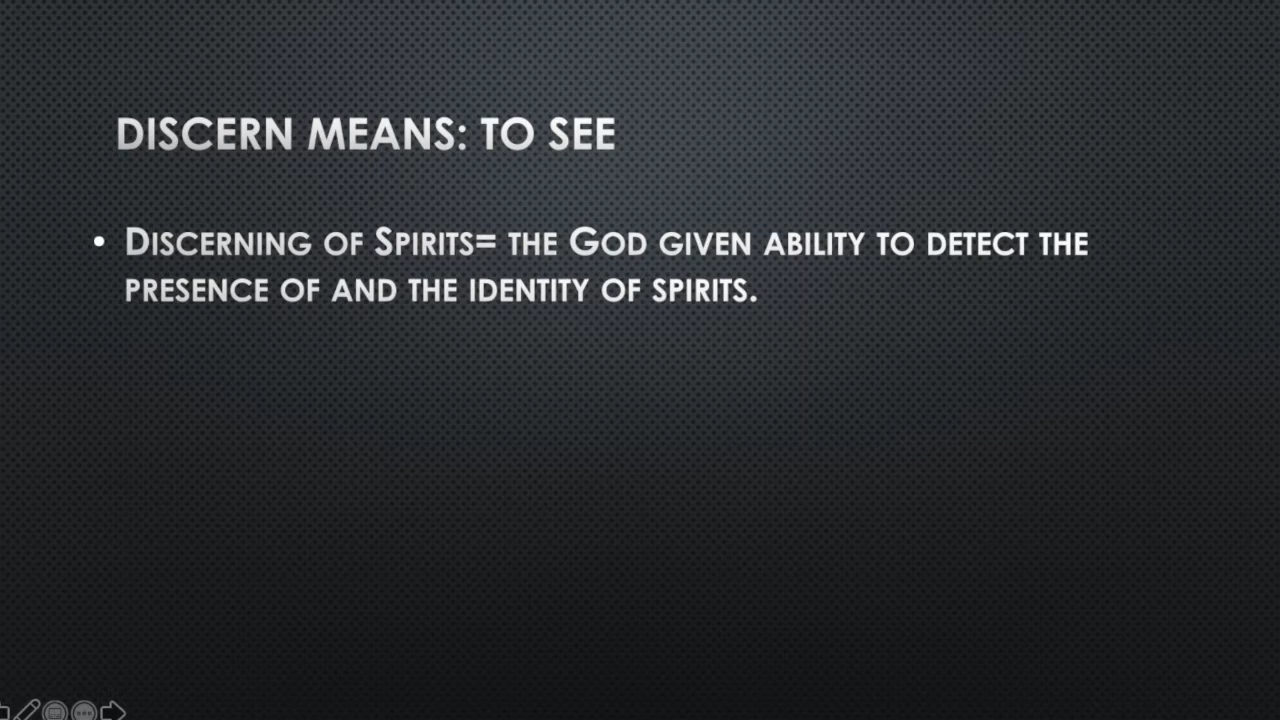 DISCERN MEANS: TO SEE
• DISCERNING OF SPIRITS= THE GOD GIVEN ABILITY TO DETECT THE
PRESENCE OF AND THE IDENTITY OF SPIRITS.